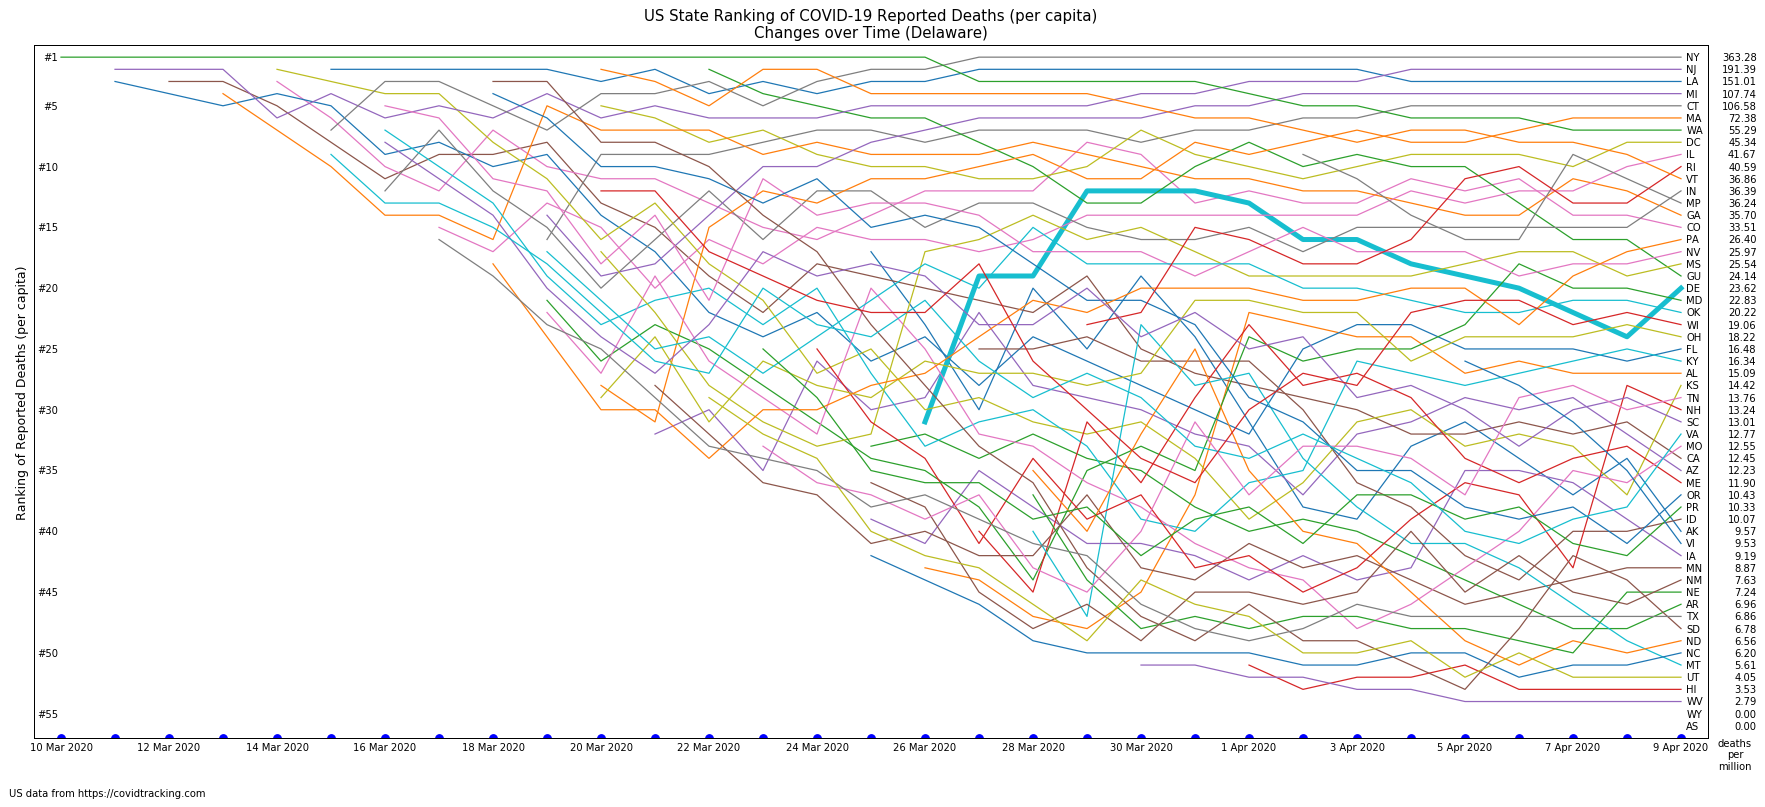 US State Ranking of COVID-19 Reported Deaths (per capita)
Changes over Time (Delaware)
Ranking of Reported Deaths (per capita)
#1
#5
#10
#15
#20
#25
#30
#35
#40
#45
#50
#55
NY 363.28
NJ 191.39
LA 151.01
MI 107.74
CT 106.58
MA 72.38
WA 55.29
DC 45.34
IL 41.67
RI 40.59
VT 36.86
IN 36.39
MP 36.24
GA 35.70
CO 33.51
PA 26.40
NV 25.97
MS 25.54
GU 24.14
DE 23.62
MD 22.83
OK 20.22
WI 19.06
OH 18.22
FL 16.48
KY 16.34
AL 15.09
KS 14.42
TN 13.76
NH 13.24
SC 13.01
VA 12.77
MO 12.55
CA 12.45
AZ 12.23
ME 11.90
OR 10.43
PR 10.33
ID 10.07
AK 9.57
VI 9.53
IA 9.19
MN 8.87
NM 7.63
NE 7.24
AR 6.96
TX 6.86
SD 6.78
ND 6.56
NC 6.20
MT 5.61
UT 4.05
HI 3.53
WV 2.79
WY 0.00
AS 0.00
10 Mar 2020 12 Mar 2020 14 Mar 2020 16 Mar 2020 18 Mar 2020 20 Mar 2020 22 Mar 2020 24 Mar 2020 26 Mar 2020 28 Mar 2020 30 Mar 2020 1 Apr 2020 3 Apr 2020 5 Apr 2020 7 Apr 2020 9 Apr 2020
deaths
per
million
US data from https://covidtracking.com